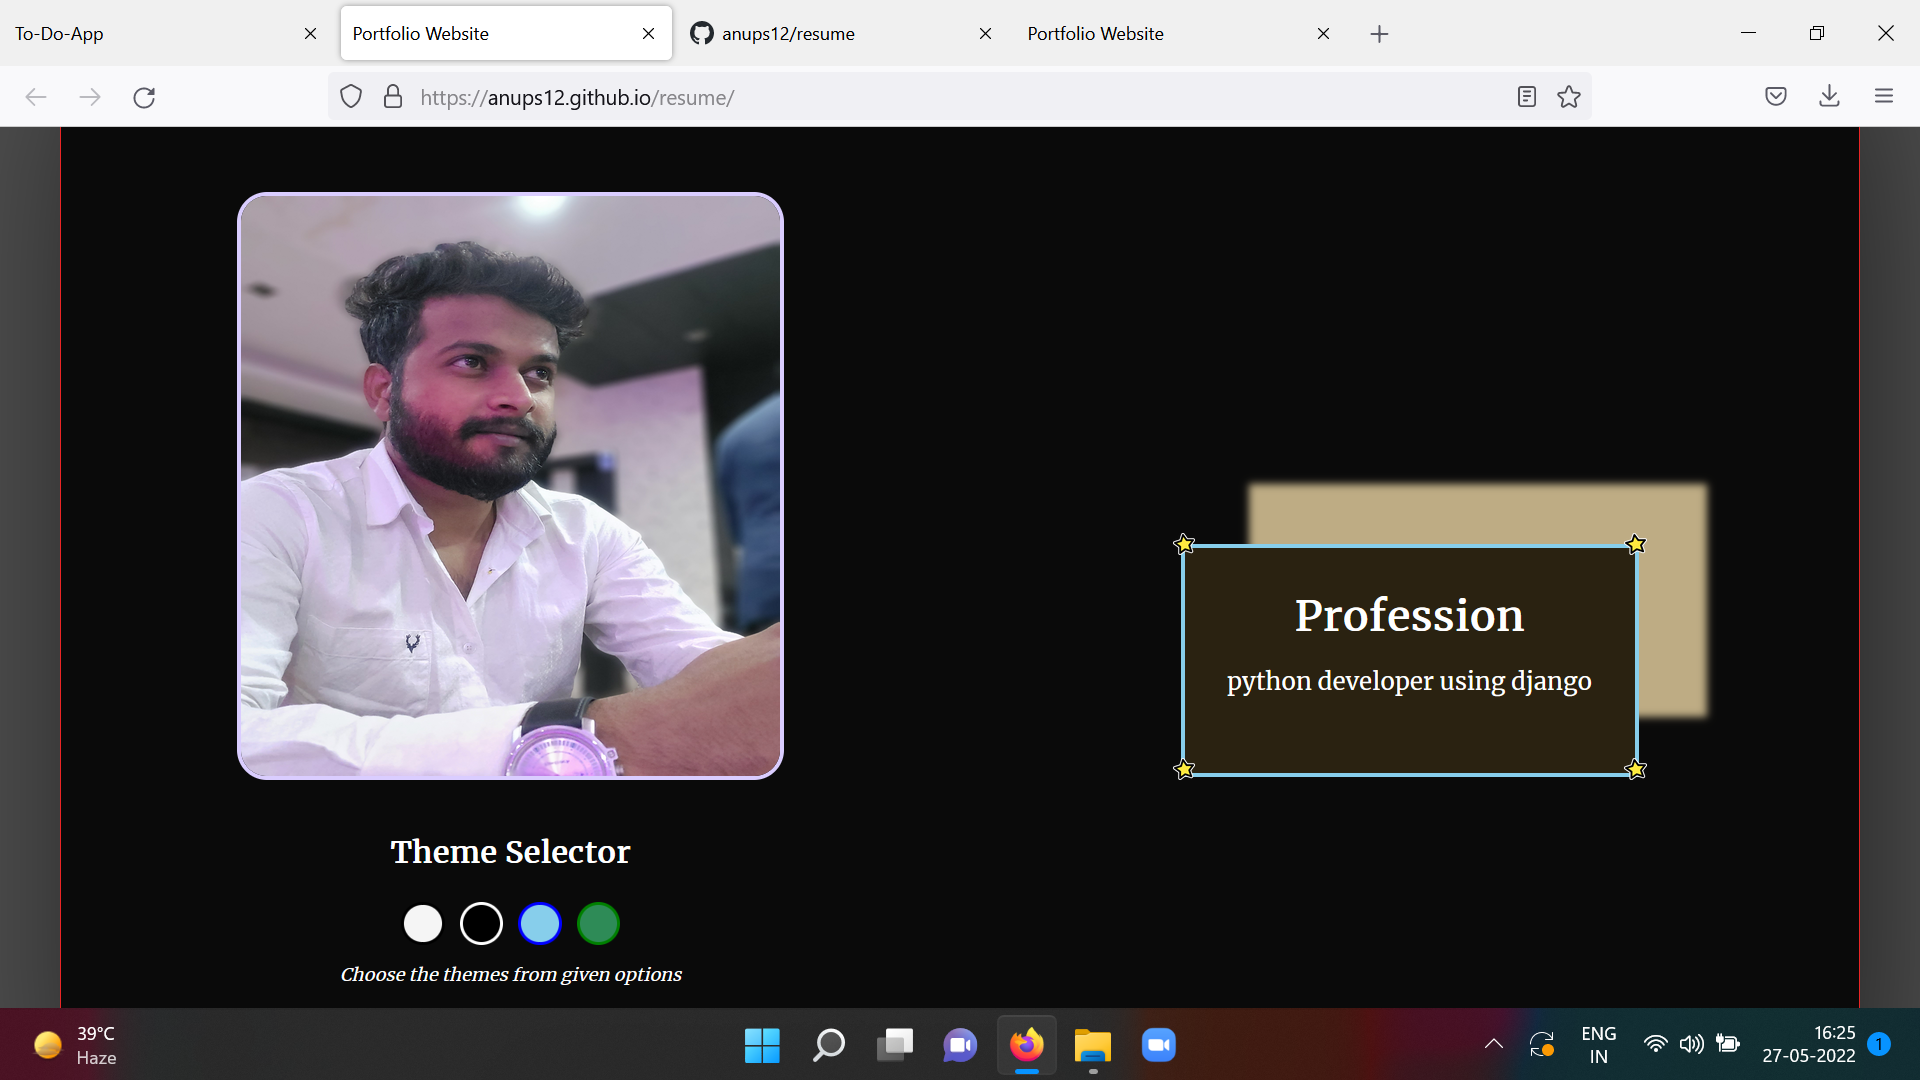 To-Do-App
Portfolio Website
anups12/resume
Portfolio Website
https://anups12.github.io/resume/
Profession
python developer using django
Theme Selector
Choose the themes from given options
39°C
Haze
ENG
IN
16:25
27-05-2022
1